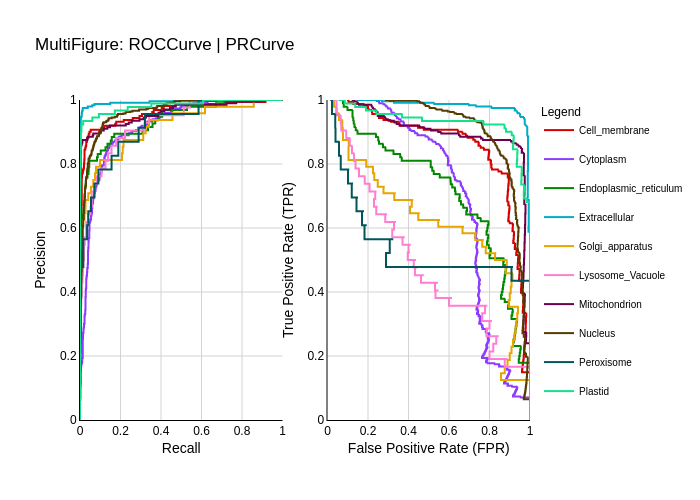 MultiFigure: ROCCurve | PRCurve
Precision
1
0.8
0.6
0.4
0.2
0
0 0.2 0.4 0.6 0.8 1
Recall
True Positive Rate (TPR)
1
0.8
0.6
0.4
0.2
0
0 0.2 0.4 0.6 0.8 1
False Positive Rate (FPR)
Legend
Cell_membrane
Cytoplasm
Endoplasmic_reticulum
Extracellular
Golgi_apparatus
Lysosome_Vacuole
Mitochondrion
Nucleus
Peroxisome
Plastid